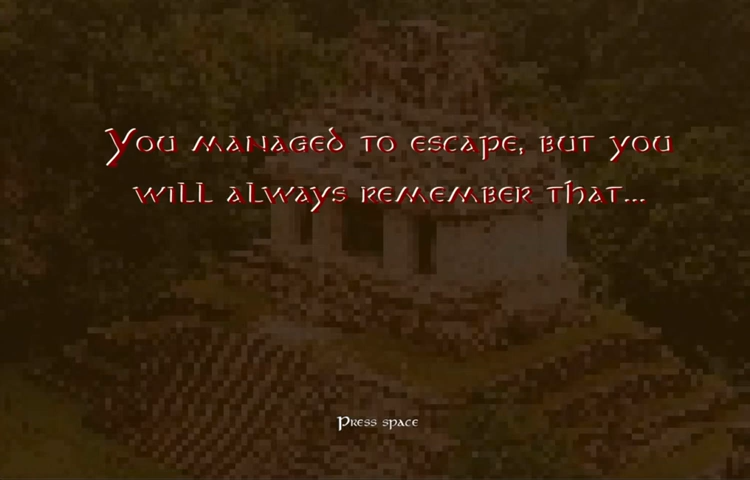 You managed to escape, but you
will always remember that...
Press space